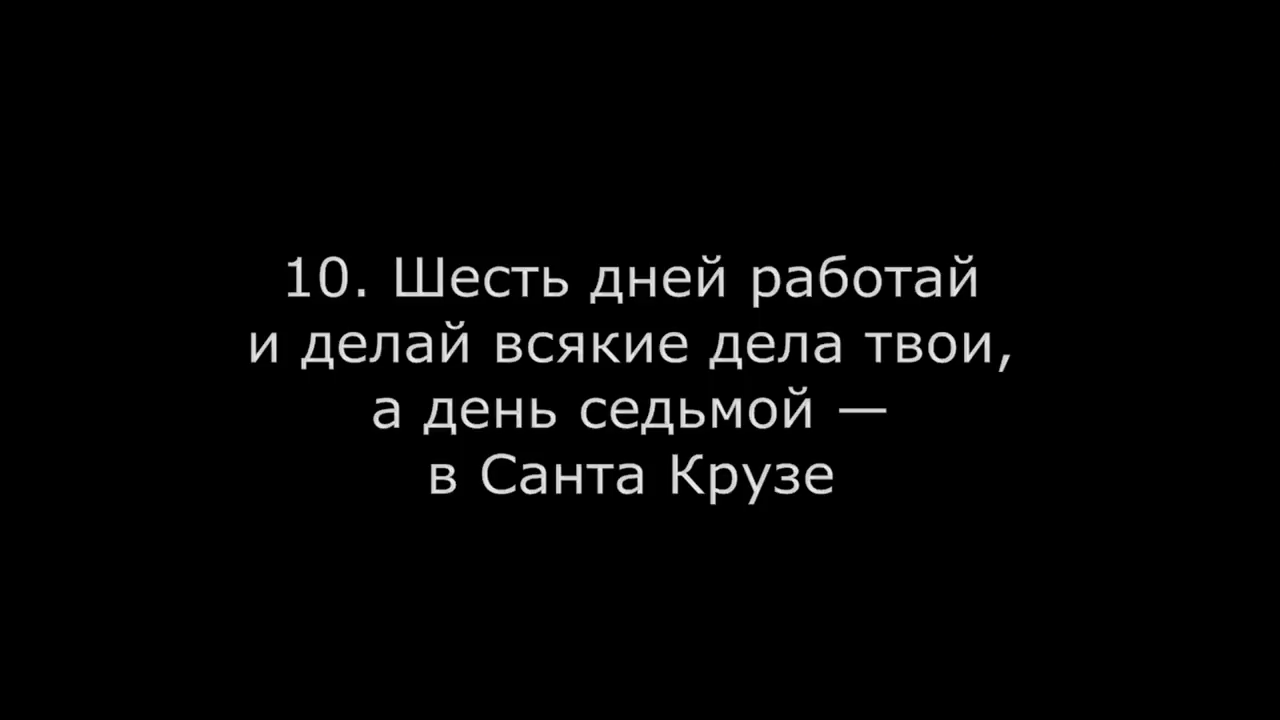 10. Шесть дней работай
и делай всякие дела твои,
а день седьмой —
в Санта Крузе